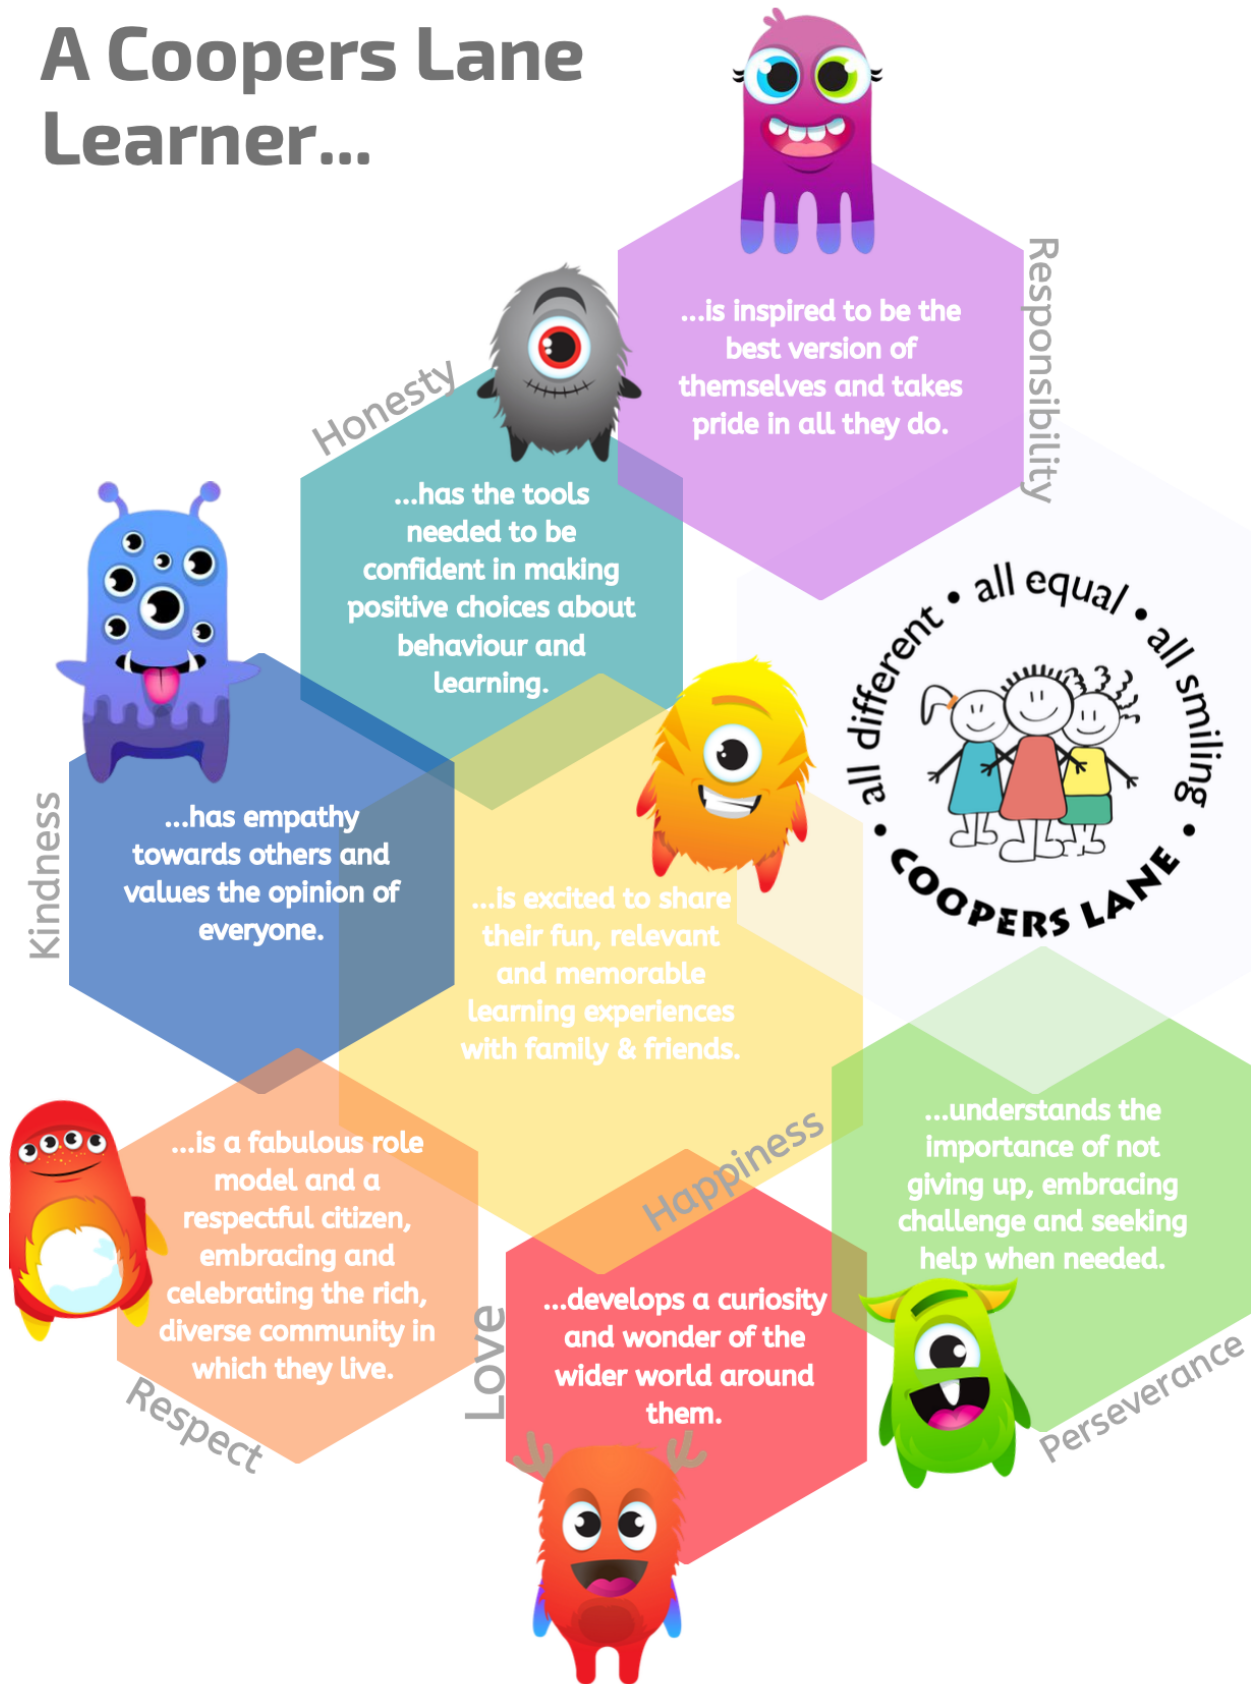 A Coopers Lane
Learner...
Responsibility
...is inspired to be the
best version of
themselves and takes
pride in all they do.
Honesty
...has the tools
needed to be
confident in making
positive choices about
behaviour and
learning.
• all different • all equal • all smiling •
COOPERS LANE
Kindness
...has empathy
towards others and
values the opinion of
everyone.
...is excited to share
their fun, relevant
and memorable
learning experiences
with family & friends.
Happiness
...understands the
importance of not
giving up, embracing
challenge and seeking
help when needed.
Perseverance
...is a fabulous role
model and a
respectful citizen,
embracing and
celebrating the rich,
diverse community in
which they live.
Respect
Love
...develops a curiosity
and wonder of the
wider world around
them.